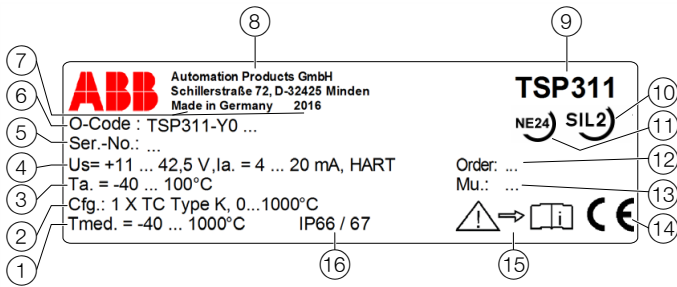 8
9
7
ABB
Automation Products GmbH
Schillerstraße 72, D-32425 Minden
Made in Germany 2016
TSP311
10
6
O-Code : TSP311-Y0 ...
NE24 SIL2
11
5
Ser.-No.: ...
4
Us= +11 ... 42,5 V,Ia. = 4 ... 20 mA, HART
Order: ...
12
3
Ta. = -40 ... 100°C
Mu.: ...
13
2
Cfg.: 1 X TC Type K, 0...1000°C
i
CE
14
1
Tmed. = -40 ... 1000°C IP66 / 67
16
15